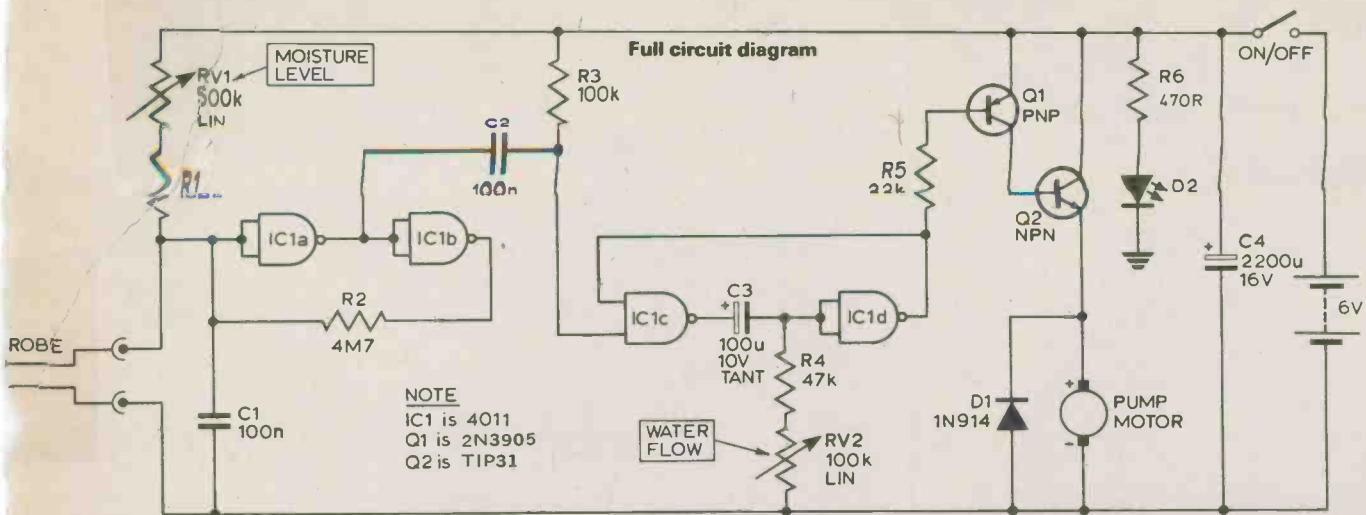 Full circuit diagram
MOISTURE
LEVEL
RV1
500k
LIN
R1
C2
100n
R3
100k
Q1
PNP
R5
22k
Q2
NPN
R6
470R
D2
ON/OFF
C4
+
2200u
16V
6V
IC1a
IC1b
R2
4M7
IC1c
C3
+
100u
10V
TANT
IC1d
R4
47k
ROBE
C1
100n
NOTE
IC1 is 4011
Q1 is 2N3905
Q2 is TIP31
WATER
FLOW
RV2
100k
LIN
D1
1N914
+
PUMP
MOTOR
-